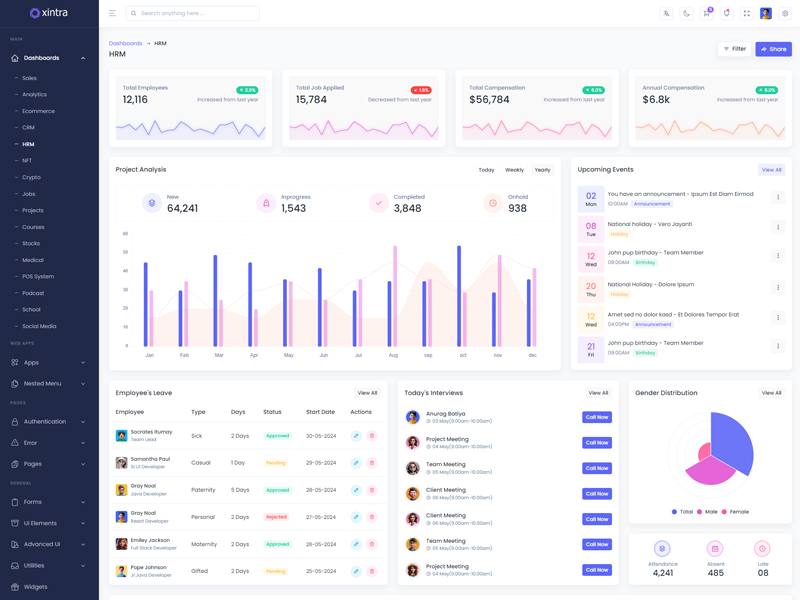 xintra
Search anything here ...
5
MAIN
Dashboards
Sales
Analytics
Ecommerce
CRM
HRM
NFT
Crypto
Jobs
Projects
Courses
Stocks
Medical
POS System
Podcast
School
Social Media
WEB APPS
Apps
Nested Menu
PAGES
Authentication
Error
Pages
GENERAL
Forms
Ui Elements
Advanced UI
Utilities
Widgets
Dashboards → HRM
HRM
Filter
Share
Total Employees
12,116
Increased from last year
Total Job Applied
1.5%
15,784
Decreased from last year
Total Compensation
$56,784
Increased from last year
Annual Compensation
$6.8k
Increased from last year
Project Analysis
Today Weekly Yearly
New
64,241
Inprogress
1,543
Completed
3,848
Onhold
938
60
50
40
30
20
10
0
Jan Feb Mar Apr May Jun Jul Aug sep oct nov dec
Upcoming Events
View All
02
Mon
You have an announcement - Ipsum Est Diam Eirmod
10:00AM Announcement
08
Tue
National holiday - Vero Jayanti
Holiday
12
Wed
John pup birthday - Team Member
09:00AM Birthday
20
Thu
National Holiday - Dolore Ipsum
Holiday
12
Wed
Amet sed no dolor kasd - Et Dolores Tempor Erat
04:00PM Announcement
21
Fri
John pup birthday - Team Member
09:00AM Birthday
Employee's Leave
View All
Employee Type Days Status Start Date Actions
Socrates Itumay
Team Lead
Sick 2 Days Approved 30-05-2024
Samantha Paul
Sr.UI Developer
Casual 1 Day Pending 29-05-2024
Gray Noal
Java Developer
Paternity 5 Days Approved 28-05-2024
Gray Noal
React Developer
Personal 2 Days Rejected 27-05-2024
Emiley Jackson
Full Stack Developer
Maternity 2 Days Approved 26-05-2024
Pope Johnson
Jr.Java Developer
Gifted 2 Days Pending 25-05-2024
Today's Interviews
View All
Anurag Batiya
03 May(9.00am-10.00am)
Call Now
Project Meeting
04 May(9.00am-10.00am)
Call Now
Team Meeting
05 May(9.00am-10.00am)
Call Now
Client Meeting
06 May(9.00am-10.00am)
Call Now
Client Meeting
06 May(9.00am-10.00am)
Call Now
Team Meeting
05 May(9.00am-10.00am)
Call Now
Project Meeting
04 May(9.00am-10.00am)
Call Now
Gender Distribution
View All
Total Male Female
Attendance
4,241
Absent
485
Late
08